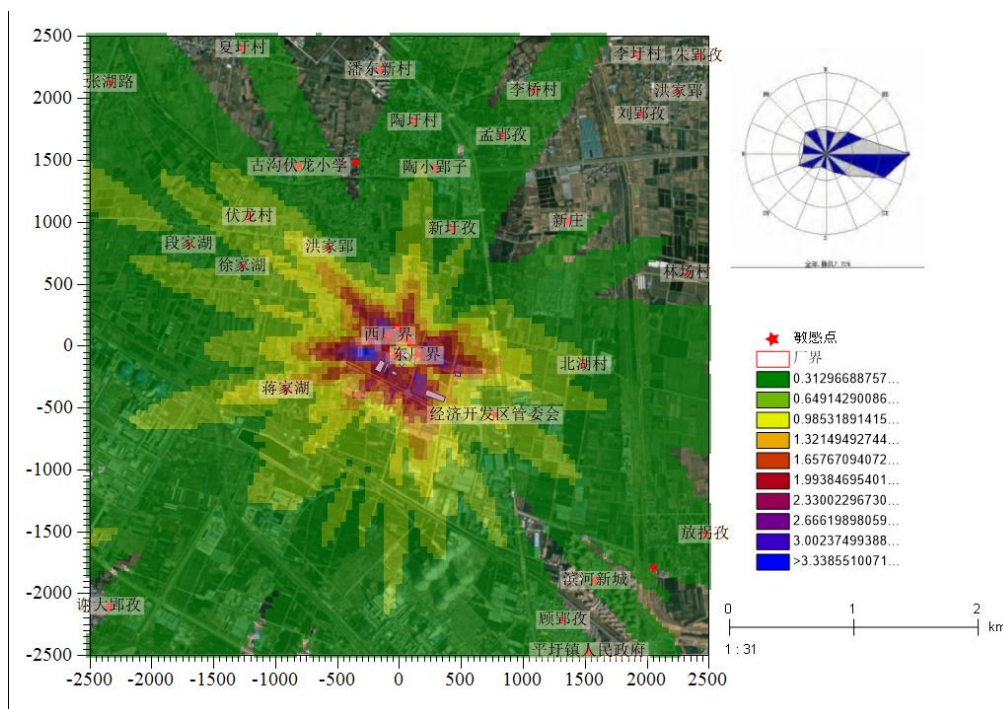 2500
2000
1500
1000
500
0
-500
-1000
-1500
-2000
-2500
-2500 -2000 -1500 -1000 -500 0 500 1000 1500 2000 2500
夏圩村
潘东新村
李圩村
朱郢孜
张湖路
李桥村
洪家郢
陶圩村
刘郢孜
孟郢孜
古沟伏龙小学
陶小郢子
伏龙村
新圩孜
新庄
段家湖
洪家郢
徐家湖
林场村
西厂界
东厂界
北湖村
蒋家湖
经济开发区管委会
放拐孜
滨河新城
谢大郢孜
顾郢孜
平圩镇人民政府
敏感点
厂界
0.31296688757...
0.64914290086...
0.98531891415...
1.32149492744...
1.65767094072...
1.99384695401...
2.33002296730...
2.66619898059...
3.00237499388...
>3.3385510071...
0 1 2
km
1 : 31